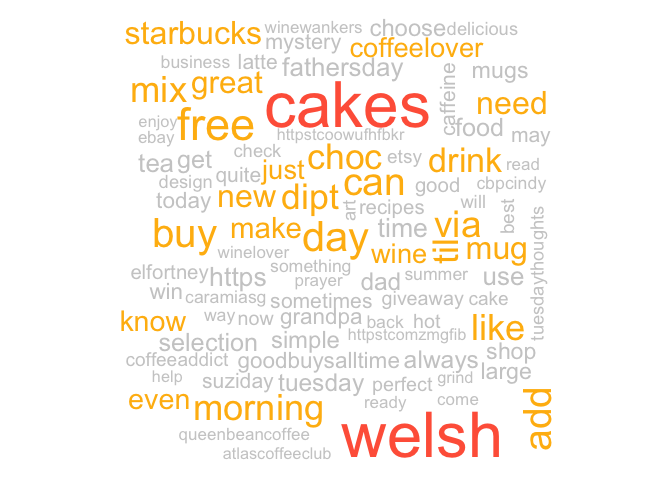 starbucks winewankers choose delicious
mystery coffeelover
business latte fathersday caffeine mugs
mix great cakes need
enjoy free httpstcoowufhfbkr food may
ebay
tea get check just choc etsy drink read
design quite can good cbpcindy
today new dipt art recipes will best
buy make day time via
winelover wine till mug tuesdaythoughts
elfortney https something prayer dad summer use
win caramiasg sometimes giveaway cake
know way now grandpa back hot like
selection simple httpstcomzmgfib shop
coffeeaddict goodbuysalltime always large
help suziday tuesday perfect grind
even morning ready come add
queenbeancoffee welsh
atlascoffeeclub